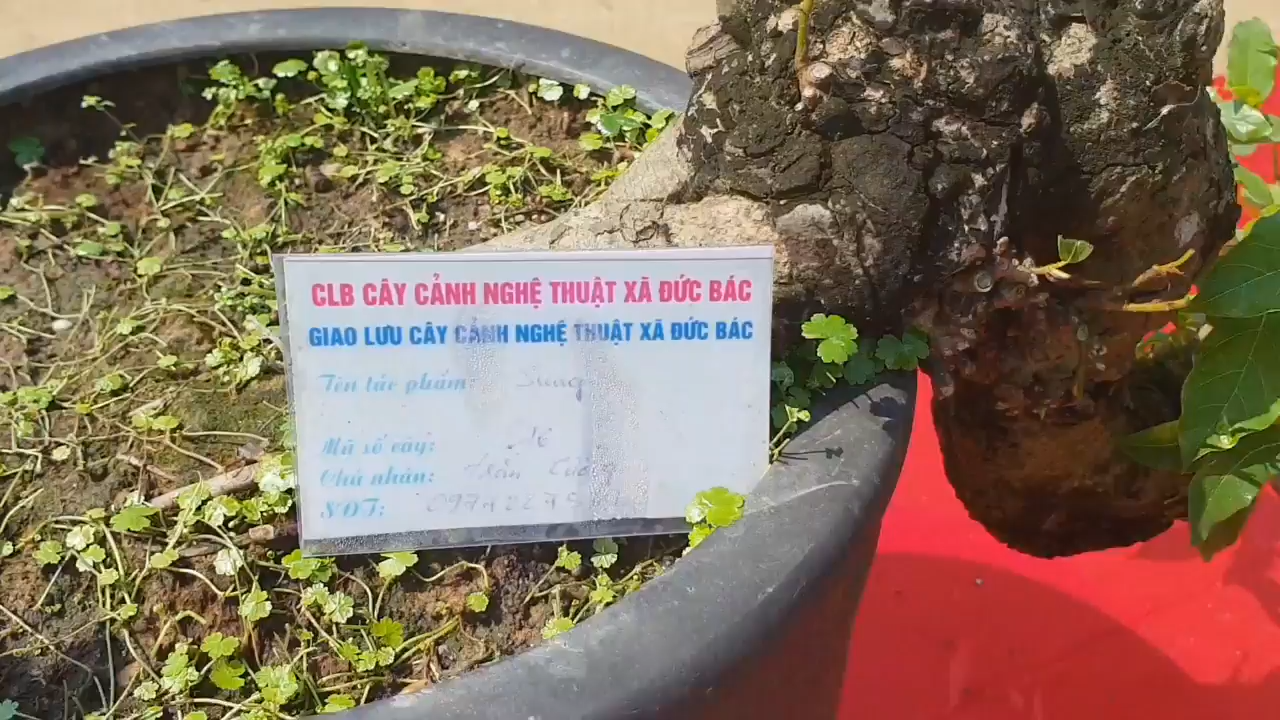 CLB CÂY CẢNH NGHỆ THUẬT XÃ ĐỨC BÁC
GIAO LƯU CÂY CẢNH NGHỆ THUẬT XÃ ĐỨC BÁC
Tên tác phẩm:
Mã số cây:
Chủ nhân:
SĐT: